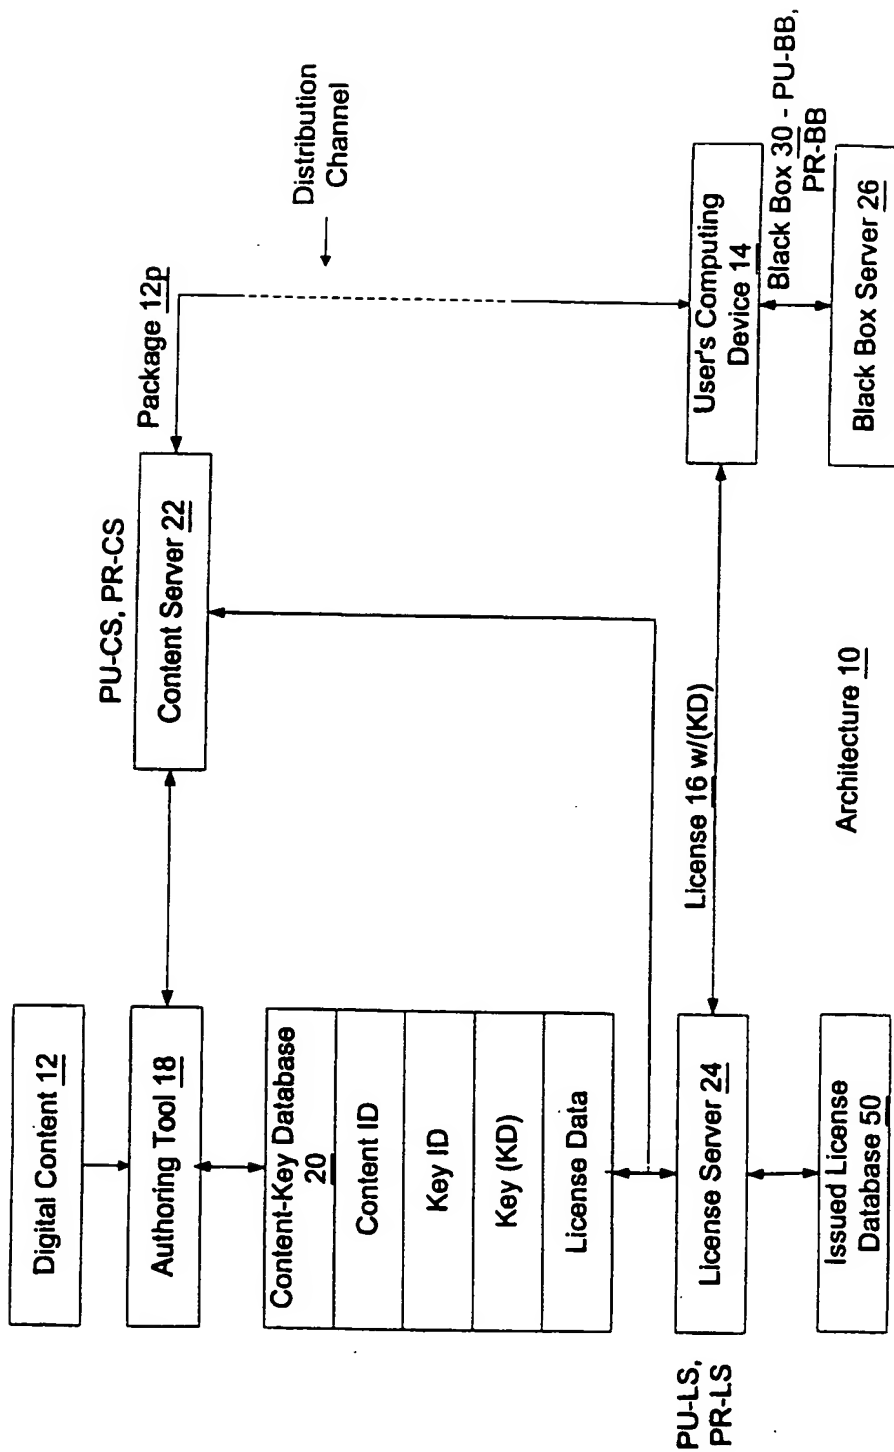 Digital Content 12
Authoring Tool 18
Content-Key Database
20
Content ID
Key ID
Key (KD)
License Data
PU-LS,
PR-LS
License Server 24
Issued License
Database 50
PU-CS, PR-CS
Content Server 22
Package 12p
Distribution
Channel
License 16 w/(KD)
User's Computing
Device 14
Black Box 30 - PU-BB,
PR-BB
Black Box Server 26
Architecture 10